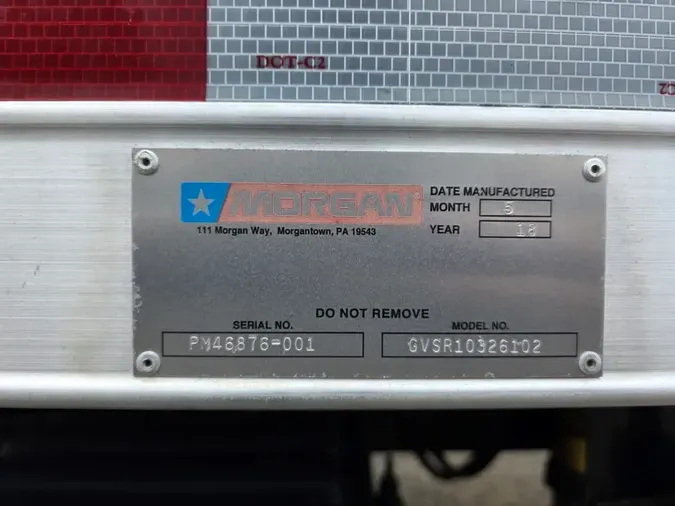 DOT-C2
MORGAN®
111 Morgan Way, Morgantown, PA 19543
DATE MANUFACTURED
MONTH 5
YEAR 18
DO NOT REMOVE
SERIAL NO. MODEL NO.
PM46876-001 GVSR10326102